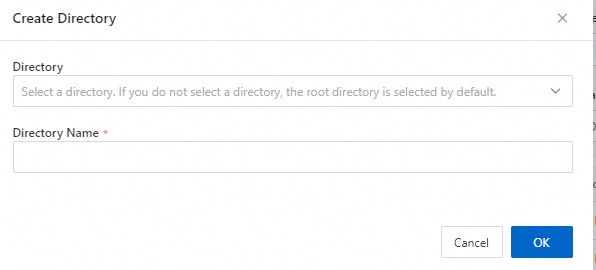 Create Directory
Directory
Select a directory. If you do not select a directory, the root directory is selected by default.
Directory Name *
Cancel
OK